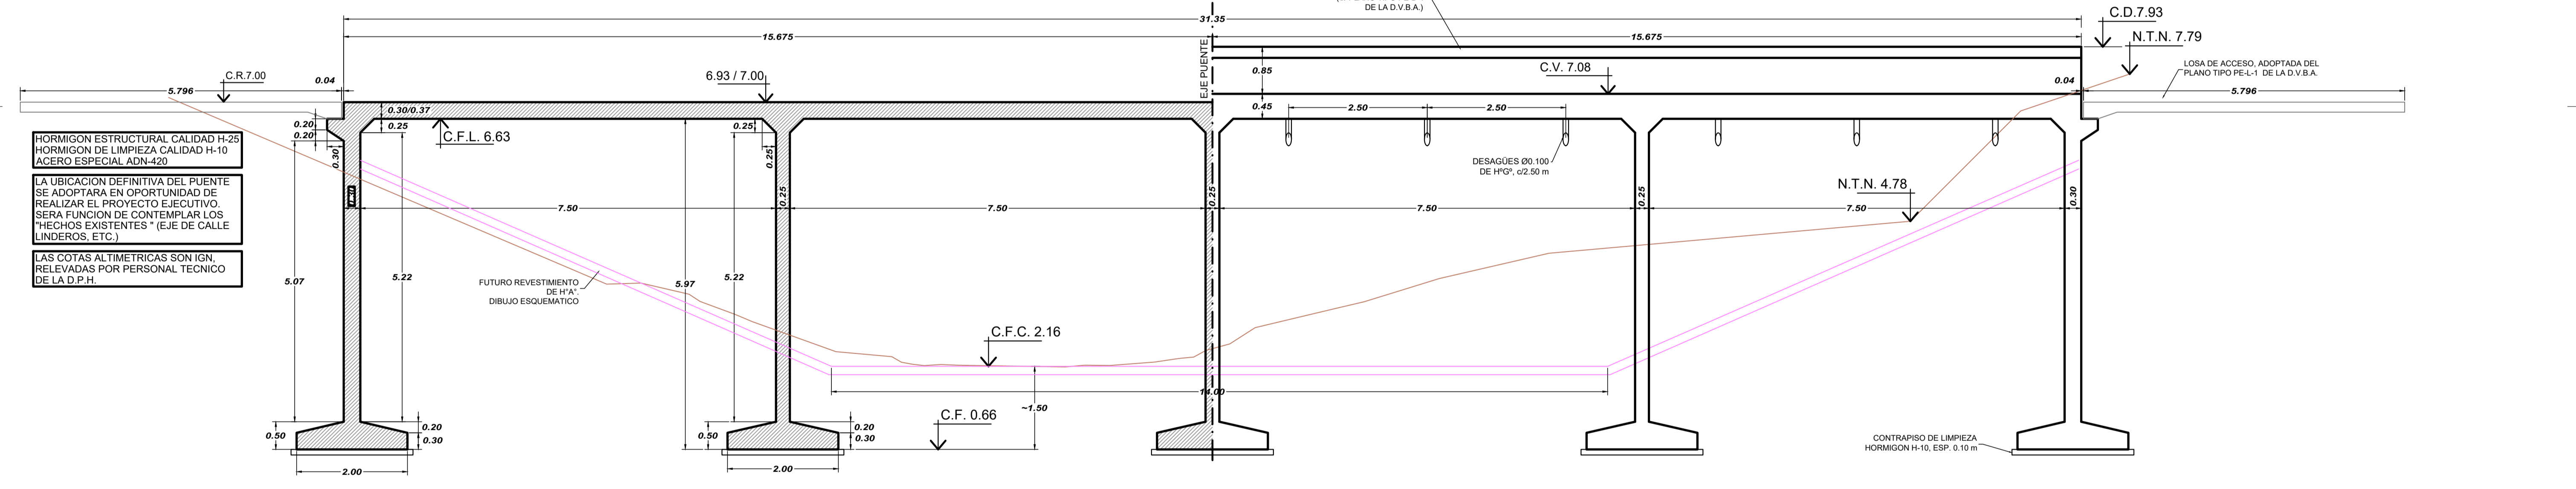 DE LA D.V.B.A.)
31.35
15.675
15.675
EJE PUENTE
C.D.7.93
N.T.N. 7.79
LOSA DE ACCESO, ADOPTADA DEL
PLANO TIPO PE-L-1 DE LA D.V.B.A.
5.796
0.04
C.R.7.00
0.04
5.796
6.93 / 7.00
0.85
C.V. 7.08
0.45
2.50
2.50
0.30/0.37
0.25
C.F.L. 6.63
0.20
0.20
0.30
0.25
0.25
HORMIGON ESTRUCTURAL CALIDAD H-25
HORMIGON DE LIMPIEZA CALIDAD H-10
ACERO ESPECIAL ADN-420
LA UBICACION DEFINITIVA DEL PUENTE
SE ADOPTARA EN OPORTUNIDAD DE
REALIZAR EL PROYECTO EJECUTIVO.
SERA FUNCION DE CONTEMPLAR LOS
"HECHOS EXISTENTES " (EJE DE CALLE
LINDEROS, ETC.)
LAS COTAS ALTIMETRICAS SON IGN,
RELEVADAS POR PERSONAL TECNICO
DE LA D.P.H.
DESAGÜES Ø0.100
DE HºGº, c/2.50 m
N.T.N. 4.78
0.30
7.50
0.25
7.50
0.25
7.50
0.25
7.50
0.30
5.07
5.22
5.22
5.97
FUTURO REVESTIMIENTO
DE H°A°.
DIBUJO ESQUEMATICO
C.F.C. 2.16
14.00
~1.50
C.F. 0.66
0.50
0.20
0.30
2.00
0.50
0.20
0.30
2.00
CONTRAPISO DE LIMPIEZA
HORMIGON H-10, ESP. 0.10 m